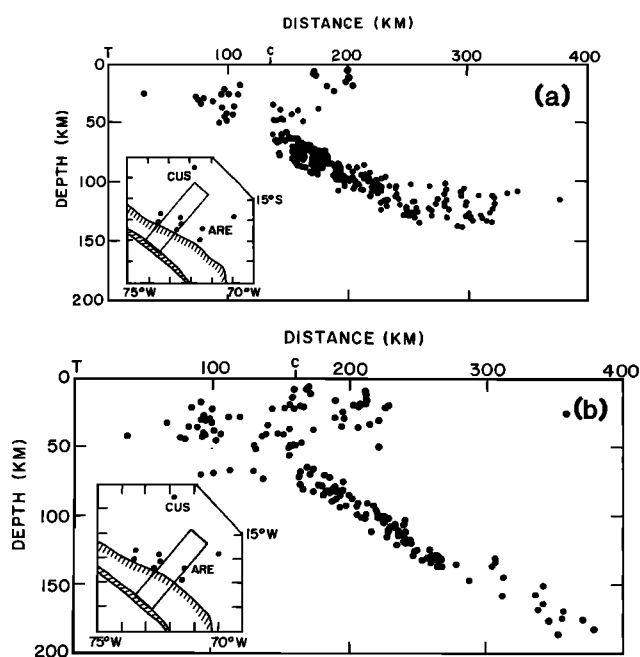 DISTANCE (KM)
T 100 C 200 300 400
0
50
100
150
200
DEPTH (KM)
(a)
CUS
ARE
15°S
75°W 70°W
DISTANCE (KM)
T 100 C 200 300 400
0
50
100
150
200
DEPTH (KM)
(b)
CUS
ARE
15°W
75°W 70°W